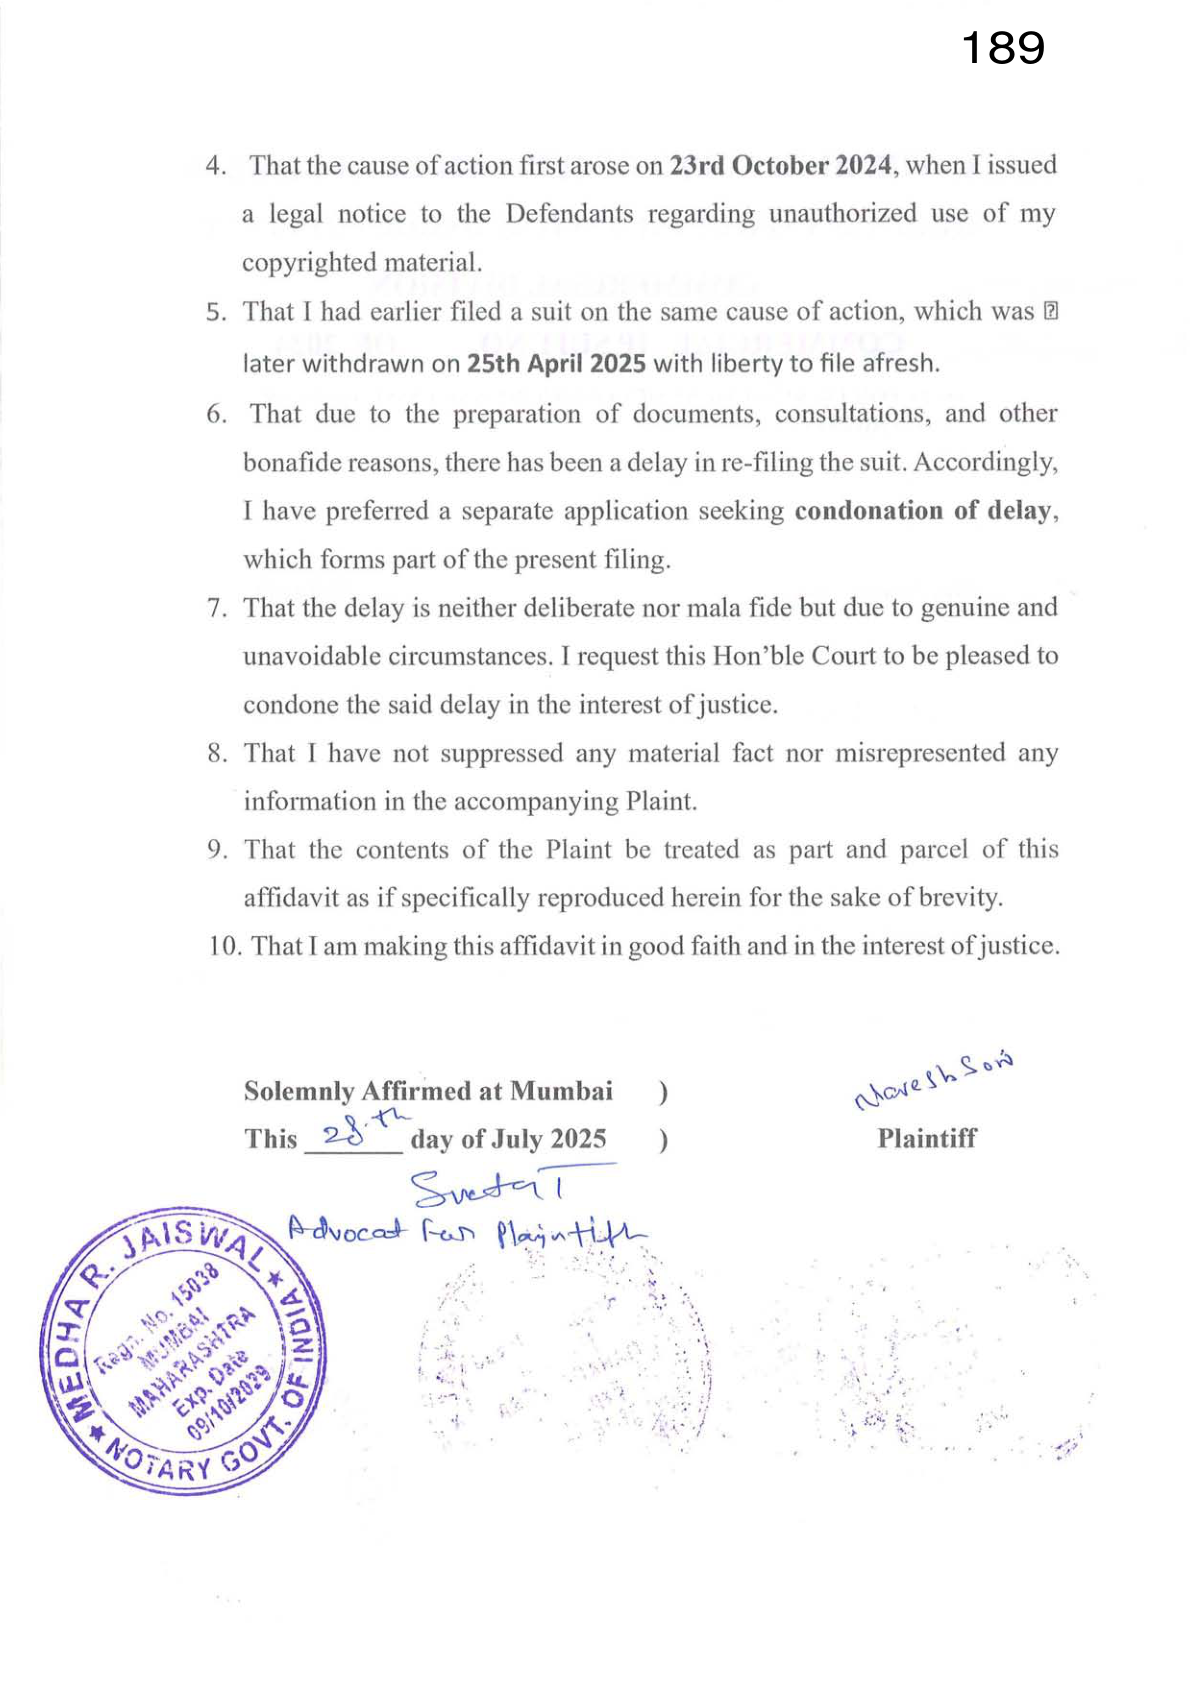 189
4. That the cause of action first arose on 23rd October 2024, when I issued
a legal notice to the Defendants regarding unauthorized use of my
copyrighted material.
5. That I had earlier filed a suit on the same cause of action, which was
later withdrawn on 25th April 2025 with liberty to file afresh.
6. That due to the preparation of documents, consultations, and other
bonafide reasons, there has been a delay in re-filing the suit. Accordingly,
I have preferred a separate application seeking condonation of delay,
which forms part of the present filing.
7. That the delay is neither deliberate nor mala fide but due to genuine and
unavoidable circumstances. I request this Hon’ble Court to be pleased to
condone the said delay in the interest of justice.
8. That I have not suppressed any material fact nor misrepresented any
information in the accompanying Plaint.
9. That the contents of the Plaint be treated as part and parcel of this
affidavit as if specifically reproduced herein for the sake of brevity.
10. That I am making this affidavit in good faith and in the interest of justice.
Naresh Soni
Solemnly Affirmed at Mumbai )
This 28.th day of July 2025 )
Plaintiff
Advocat For Plaintiff
MEDHA R. JAISWAL
NOTARY GOVT. OF INDIA
Regn. No. 15038
MUMBAI
MAHARASHTRA
Exp. Date
09/10/2029